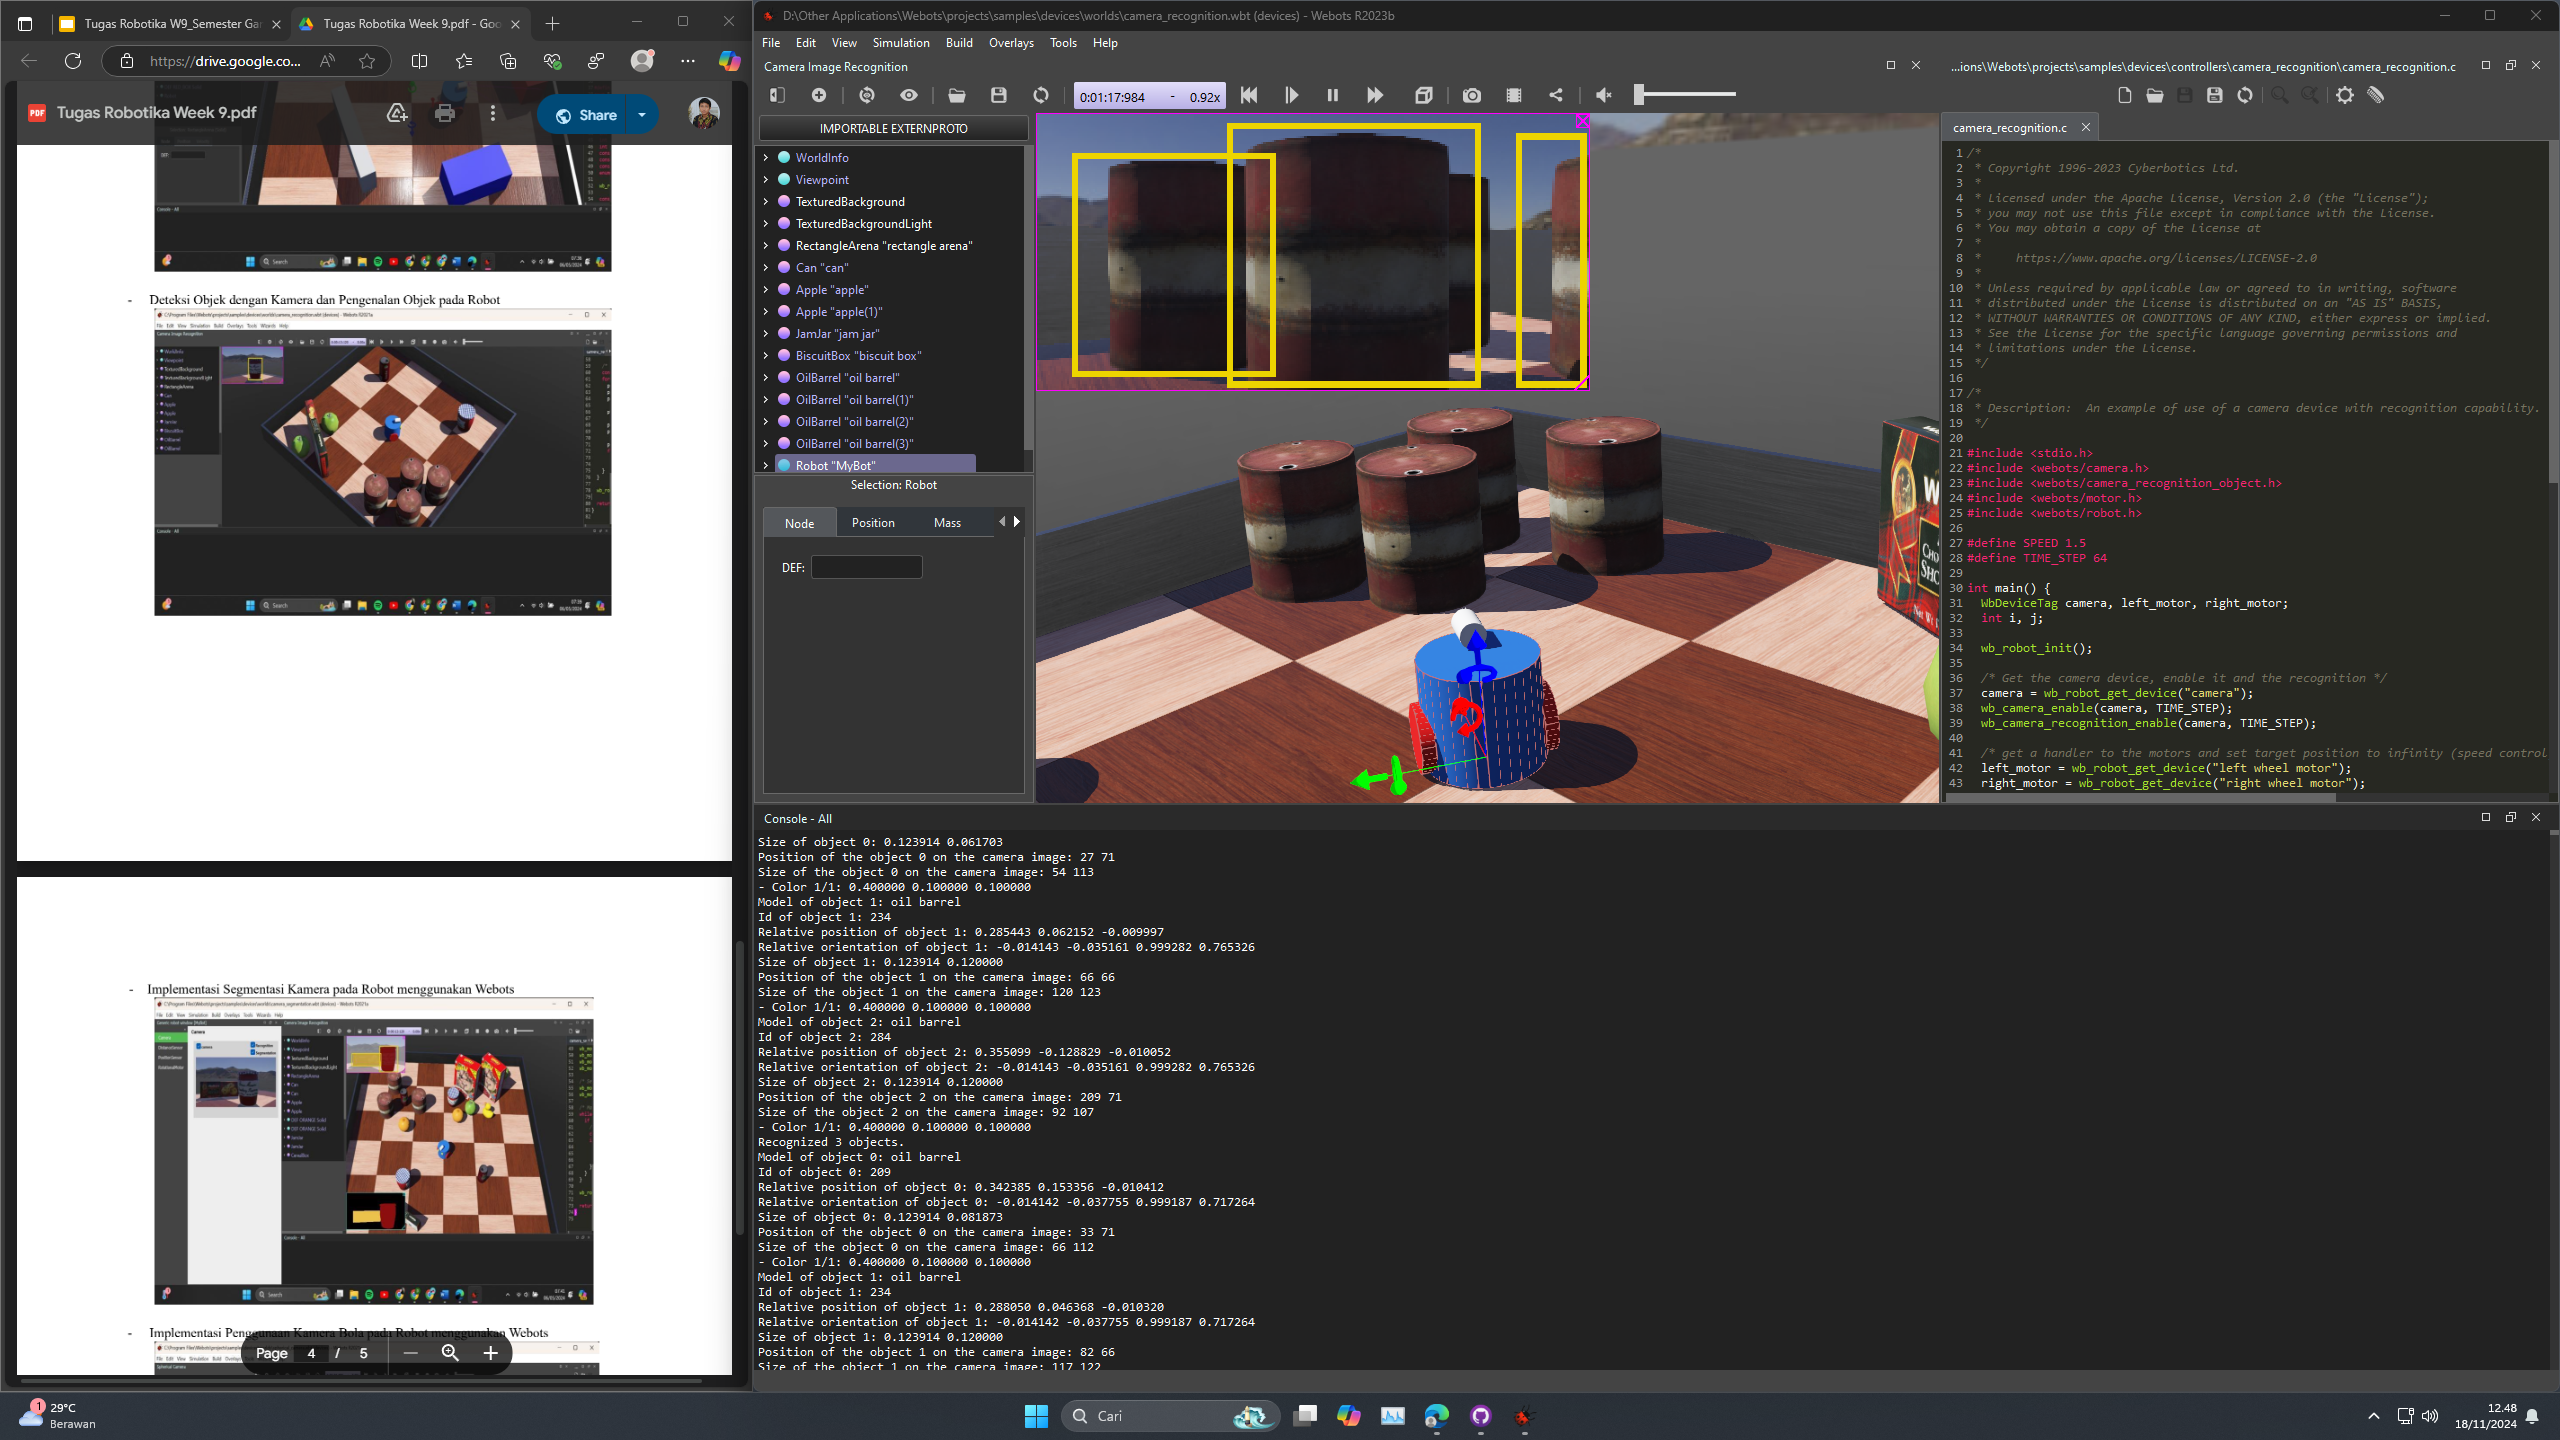 Tugas Robotika W9_Semester Gar
Tugas Robotika Week 9.pdf - Goo
https://drive.google.co...
Tugas Robotika Week 9.pdf
Share
- Deteksi Objek dengan Kamera dan Pengenalan Objek pada Robot
- Implementasi Segmentasi Kamera pada Robot menggunakan Webots
- Implementasi Penggunaan Kamera Bola pada Robot menggunakan Webots
Page 4 / 5
D:\Other Applications\Webots\projects\samples\devices\worlds\camera_recognition.wbt (devices) - Webots R2023b
File Edit View Simulation Build Overlays Tools Help
Camera Image Recognition
0:01:17:984 - 0.92x
IMPORTABLE EXTERNPROTO
WorldInfo
Viewpoint
TexturedBackground
TexturedBackgroundLight
RectangleArena "rectangle arena"
Can "can"
Apple "apple"
Apple "apple(1)"
JamJar "jam jar"
BiscuitBox "biscuit box"
OilBarrel "oil barrel"
OilBarrel "oil barrel(1)"
OilBarrel "oil barrel(2)"
OilBarrel "oil barrel(3)"
Robot "MyBot"
Selection: Robot
Node Position Mass
DEF:
...ions\Webots\projects\samples\devices\controllers\camera_recognition\camera_recognition.c
camera_recognition.c
1 /*
2 * Copyright 1996-2023 Cyberbotics Ltd.
3 *
4 * Licensed under the Apache License, Version 2.0 (the "License");
5 * you may not use this file except in compliance with the License.
6 * You may obtain a copy of the License at
7 *
8 * https://www.apache.org/licenses/LICENSE-2.0
9 *
10 * Unless required by applicable law or agreed to in writing, software
11 * distributed under the License is distributed on an "AS IS" BASIS,
12 * WITHOUT WARRANTIES OR CONDITIONS OF ANY KIND, either express or implied.
13 * See the License for the specific language governing permissions and
14 * limitations under the License.
15 */
16
17 /*
18 * Description: An example of use of a camera device with recognition capability.
19 */
20
21 #include <stdio.h>
22 #include <webots/camera.h>
23 #include <webots/camera_recognition_object.h>
24 #include <webots/motor.h>
25 #include <webots/robot.h>
26
27 #define SPEED 1.5
28 #define TIME_STEP 64
29
30 int main() {
31 WbDeviceTag camera, left_motor, right_motor;
32 int i, j;
33
34 wb_robot_init();
35
36 /* Get the camera device, enable it and the recognition */
37 camera = wb_robot_get_device("camera");
38 wb_camera_enable(camera, TIME_STEP);
39 wb_camera_recognition_enable(camera, TIME_STEP);
40
41 /* get a handler to the motors and set target position to infinity (speed control
42 left_motor = wb_robot_get_device("left wheel motor");
43 right_motor = wb_robot_get_device("right wheel motor");
Console - All
Size of object 0: 0.123914 0.061703
Position of the object 0 on the camera image: 27 71
Size of the object 0 on the camera image: 54 113
- Color 1/1: 0.400000 0.100000 0.100000
Model of object 1: oil barrel
Id of object 1: 234
Relative position of object 1: 0.285443 0.062152 -0.009997
Relative orientation of object 1: -0.014143 -0.035161 0.999282 0.765326
Size of object 1: 0.123914 0.120000
Position of the object 1 on the camera image: 66 66
Size of the object 1 on the camera image: 120 123
- Color 1/1: 0.400000 0.100000 0.100000
Model of object 2: oil barrel
Id of object 2: 284
Relative position of object 2: 0.355099 -0.128829 -0.010052
Relative orientation of object 2: -0.014143 -0.035161 0.999282 0.765326
Size of object 2: 0.123914 0.120000
Position of the object 2 on the camera image: 209 71
Size of the object 2 on the camera image: 92 107
- Color 1/1: 0.400000 0.100000 0.100000
Recognized 3 objects.
Model of object 0: oil barrel
Id of object 0: 209
Relative position of object 0: 0.342385 0.153356 -0.010412
Relative orientation of object 0: -0.014142 -0.037755 0.999187 0.717264
Size of object 0: 0.123914 0.081873
Position of the object 0 on the camera image: 33 71
Size of the object 0 on the camera image: 66 112
- Color 1/1: 0.400000 0.100000 0.100000
Model of object 1: oil barrel
Id of object 1: 234
Relative position of object 1: 0.288050 0.046368 -0.010320
Relative orientation of object 1: -0.014142 -0.037755 0.999187 0.717264
Size of object 1: 0.123914 0.120000
Position of the object 1 on the camera image: 82 66
Size of the object 1 on the camera image: 117 122
1
29°C
Berawan
Cari
12.48
18/11/2024